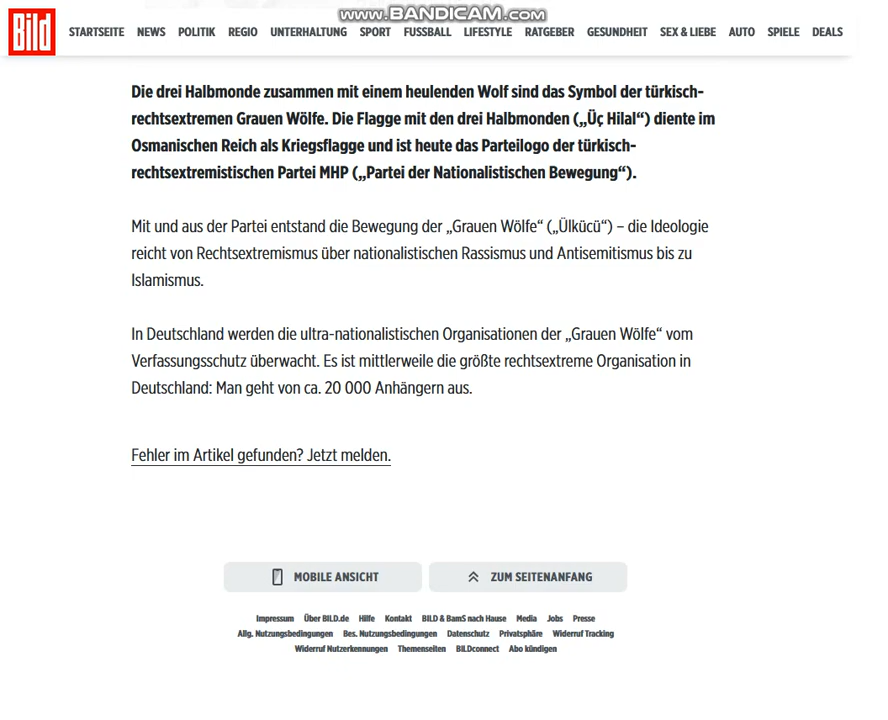 www.BANDICAM.com
Bild STARTSEITE NEWS POLITIK REGIO UNTERHALTUNG SPORT FUSSBALL LIFESTYLE RATGEBER GESUNDHEIT SEX & LIEBE AUTO SPIELE DEALS
Die drei Halbmonde zusammen mit einem heulenden Wolf sind das Symbol der türkisch-
rechtsextremen Grauen Wölfe. Die Flagge mit den drei Halbmonden („Üç Hilal“) diente im
Osmanischen Reich als Kriegsflagge und ist heute das Parteilogo der türkisch-
rechtsextremistischen Partei MHP („Partei der Nationalistischen Bewegung“).
Mit und aus der Partei entstand die Bewegung der „Grauen Wölfe“ („Ülkücü“) – die Ideologie
reicht von Rechtsextremismus über nationalistischen Rassismus und Antisemitismus bis zu
Islamismus.
In Deutschland werden die ultra-nationalistischen Organisationen der „Grauen Wölfe“ vom
Verfassungsschutz überwacht. Es ist mittlerweile die größte rechtsextreme Organisation in
Deutschland: Man geht von ca. 20 000 Anhängern aus.
Fehler im Artikel gefunden? Jetzt melden.
MOBILE ANSICHT ZUM SEITENANFANG
Impressum Über BILD.de Hilfe Kontakt BILD & BamS nach Hause Media Jobs Presse
Allg. Nutzungsbedingungen Bes. Nutzungsbedingungen Datenschutz Privatsphäre Widerruf Tracking
Widerruf Nutzerkennungen Themenseiten BILDconnect Abo kündigen